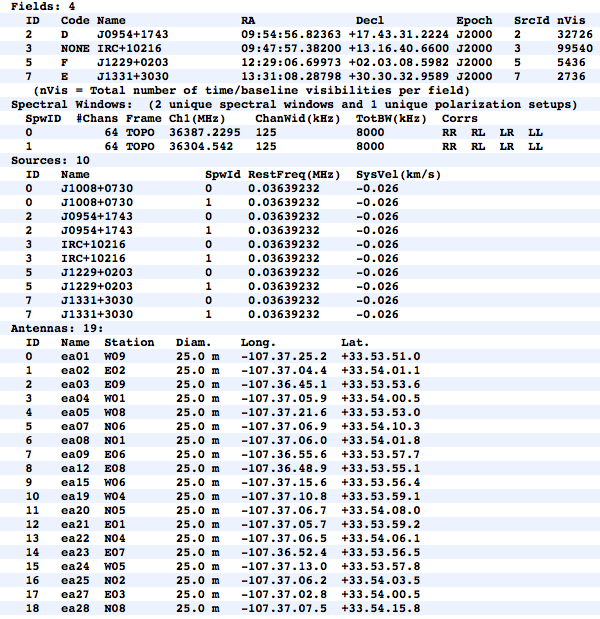 Fields: 4
ID Code Name RA Decl Epoch SrcId nVis
2 D J0954+1743 09:54:56.82363 +17.43.31.2224 J2000 2 32726
3 NONE IRC+10216 09:47:57.38200 +13.16.40.6600 J2000 3 99540
5 F J1229+0203 12:29:06.69973 +02.03.08.5982 J2000 5 5436
7 E J1331+3030 13:31:08.28798 +30.30.32.9589 J2000 7 2736
(nVis = Total number of time/baseline visibilities per field)
Spectral Windows: (2 unique spectral windows and 1 unique polarization setups)
SpwID #Chans Frame Ch1(MHz) ChanWid(kHz) TotBW(kHz) Corrs
0 64 TOPO 36387.2295 125 8000 RR RL LR LL
1 64 TOPO 36304.542 125 8000 RR RL LR LL
Sources: 10
ID Name SpwId RestFreq(MHz) SysVel(km/s)
0 J1008+0730 0 0.03639232 -0.026
0 J1008+0730 1 0.03639232 -0.026
2 J0954+1743 0 0.03639232 -0.026
2 J0954+1743 1 0.03639232 -0.026
3 IRC+10216 0 0.03639232 -0.026
3 IRC+10216 1 0.03639232 -0.026
5 J1229+0203 0 0.03639232 -0.026
5 J1229+0203 1 0.03639232 -0.026
7 J1331+3030 0 0.03639232 -0.026
7 J1331+3030 1 0.03639232 -0.026
Antennas: 19:
ID Name Station Diam. Long. Lat.
0 ea01 W09 25.0 m -107.37.25.2 +33.53.51.0
1 ea02 E02 25.0 m -107.37.04.4 +33.54.01.1
2 ea03 E09 25.0 m -107.36.45.1 +33.53.53.6
3 ea04 W01 25.0 m -107.37.05.9 +33.54.00.5
4 ea05 W08 25.0 m -107.37.21.6 +33.53.53.0
5 ea07 N06 25.0 m -107.37.06.9 +33.54.10.3
6 ea08 N01 25.0 m -107.37.06.0 +33.54.01.8
7 ea09 E06 25.0 m -107.36.55.6 +33.53.57.7
8 ea12 E08 25.0 m -107.36.48.9 +33.53.55.1
9 ea15 W06 25.0 m -107.37.15.6 +33.53.56.4
10 ea19 W04 25.0 m -107.37.10.8 +33.53.59.1
11 ea20 N05 25.0 m -107.37.06.7 +33.54.08.0
12 ea21 E01 25.0 m -107.37.05.7 +33.53.59.2
13 ea22 N04 25.0 m -107.37.06.5 +33.54.06.1
14 ea23 E07 25.0 m -107.36.52.4 +33.53.56.5
15 ea24 W05 25.0 m -107.37.13.0 +33.53.57.8
16 ea25 N02 25.0 m -107.37.06.2 +33.54.03.5
17 ea27 E03 25.0 m -107.37.02.8 +33.54.00.5
18 ea28 N08 25.0 m -107.37.07.5 +33.54.15.8